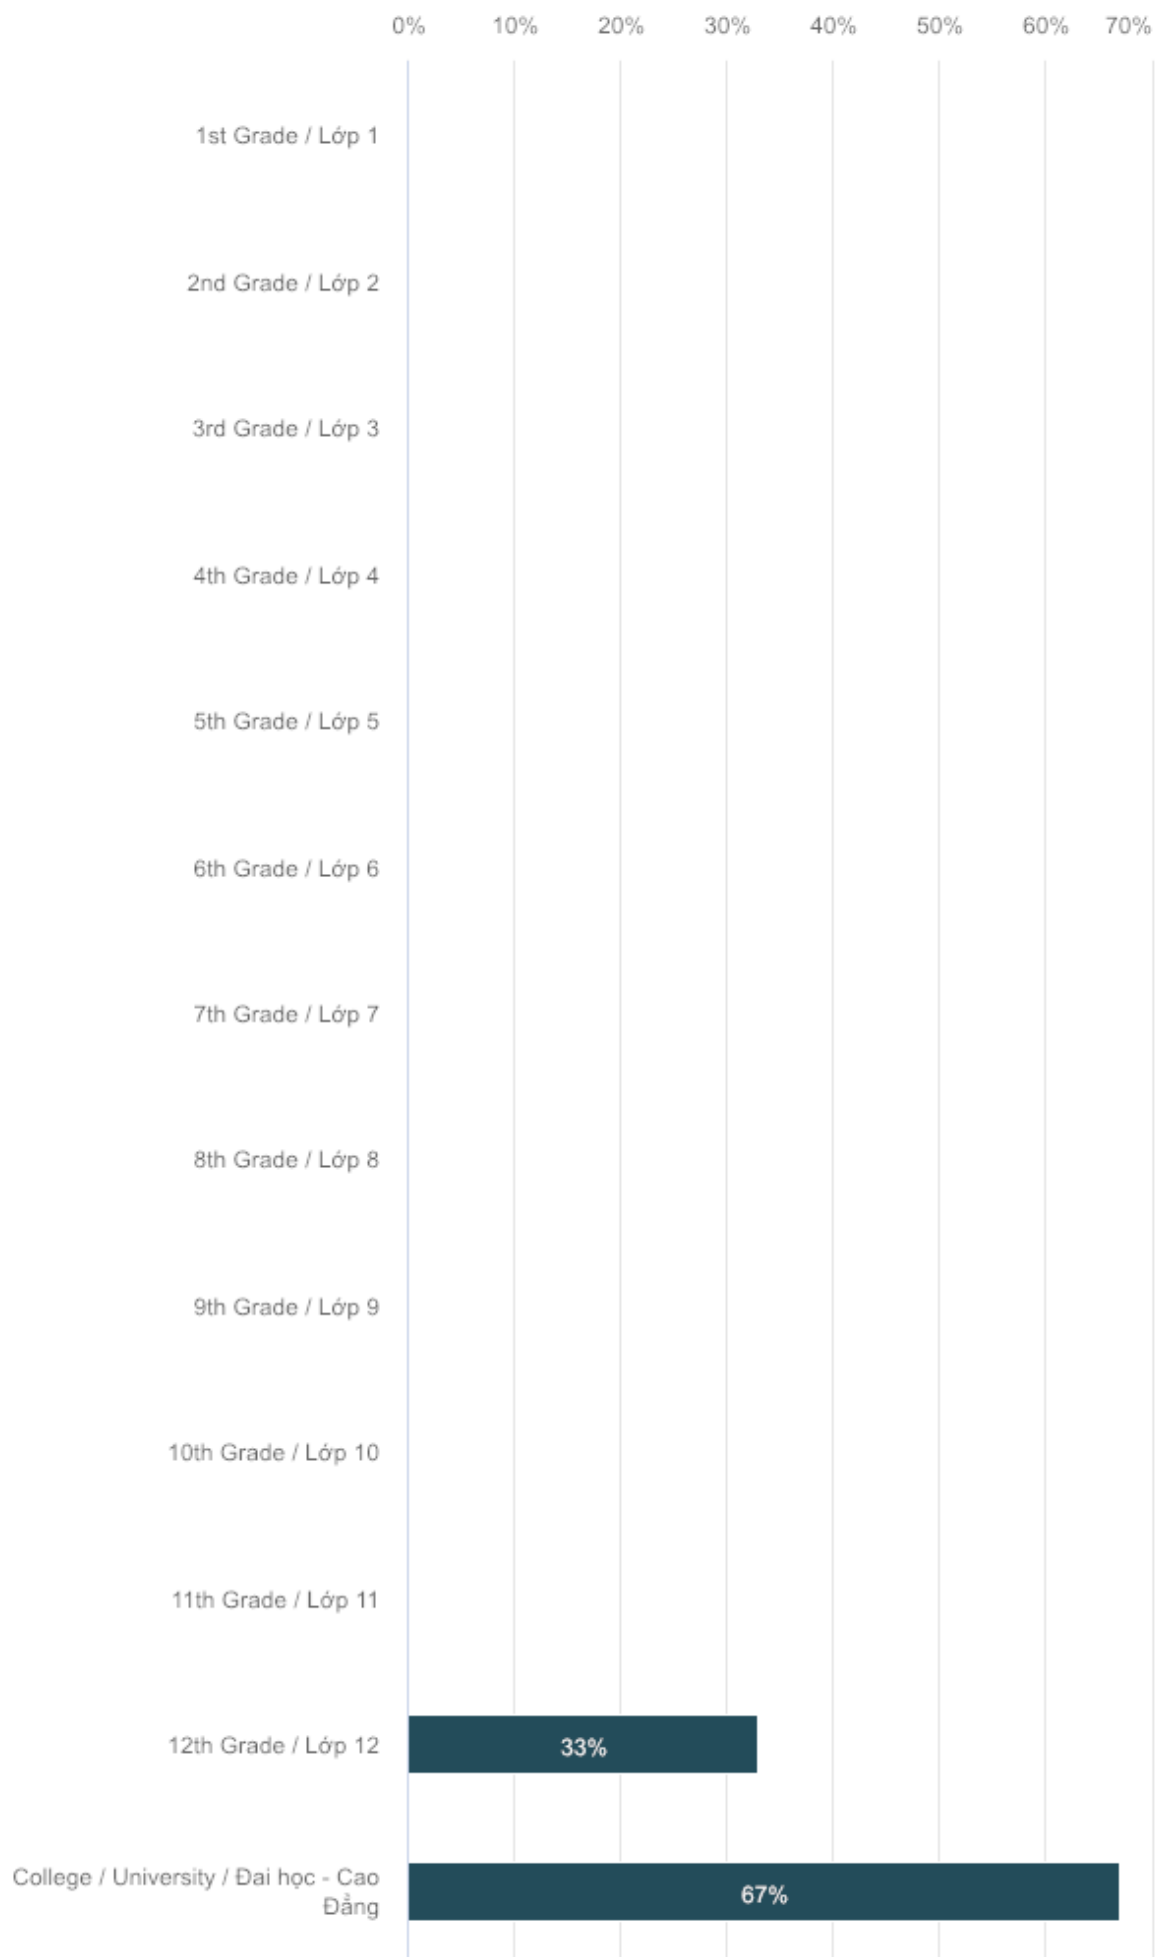 0% 10% 20% 30% 40% 50% 60% 70%
1st Grade / Lớp 1
2nd Grade / Lớp 2
3rd Grade / Lớp 3
4th Grade / Lớp 4
5th Grade / Lớp 5
6th Grade / Lớp 6
7th Grade / Lớp 7
8th Grade / Lớp 8
9th Grade / Lớp 9
10th Grade / Lớp 10
11th Grade / Lớp 11
12th Grade / Lớp 12 33%
College / University / Đai học - Cao
Đẳng 67%